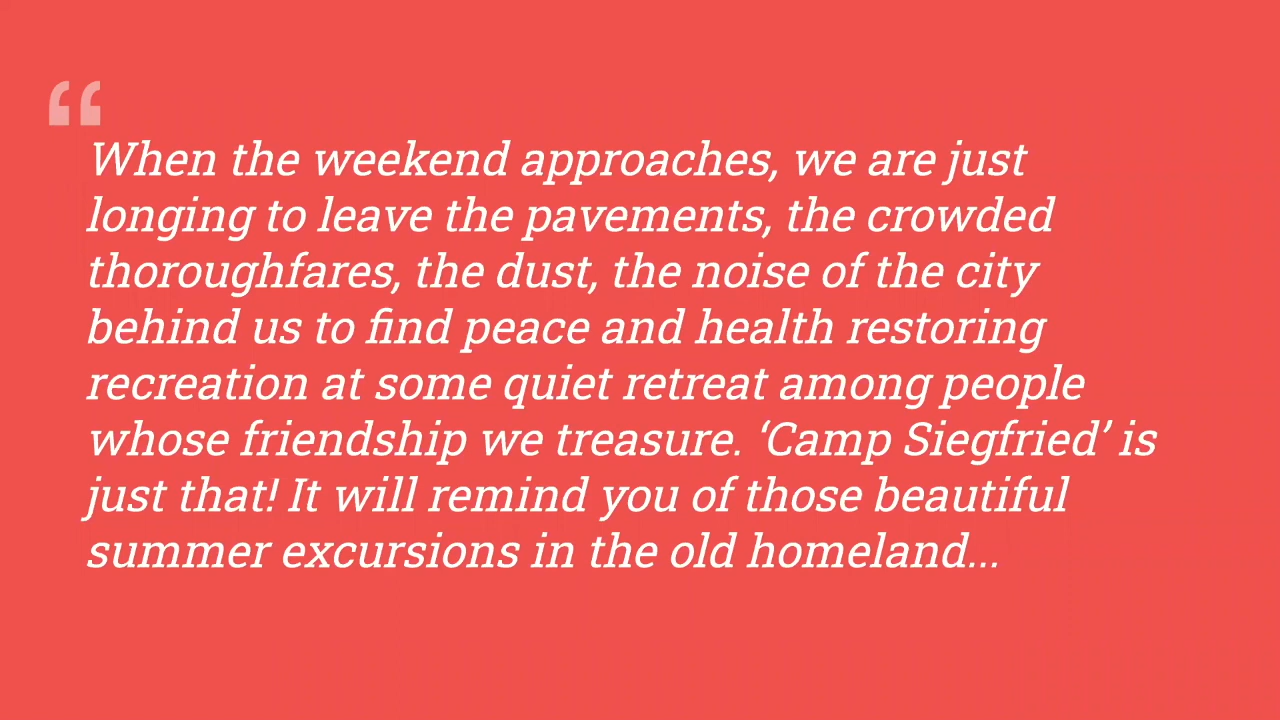 “
When the weekend approaches, we are just
longing to leave the pavements, the crowded
thoroughfares, the dust, the noise of the city
behind us to find peace and health restoring
recreation at some quiet retreat among people
whose friendship we treasure. ‘Camp Siegfried’ is
just that! It will remind you of those beautiful
summer excursions in the old homeland...